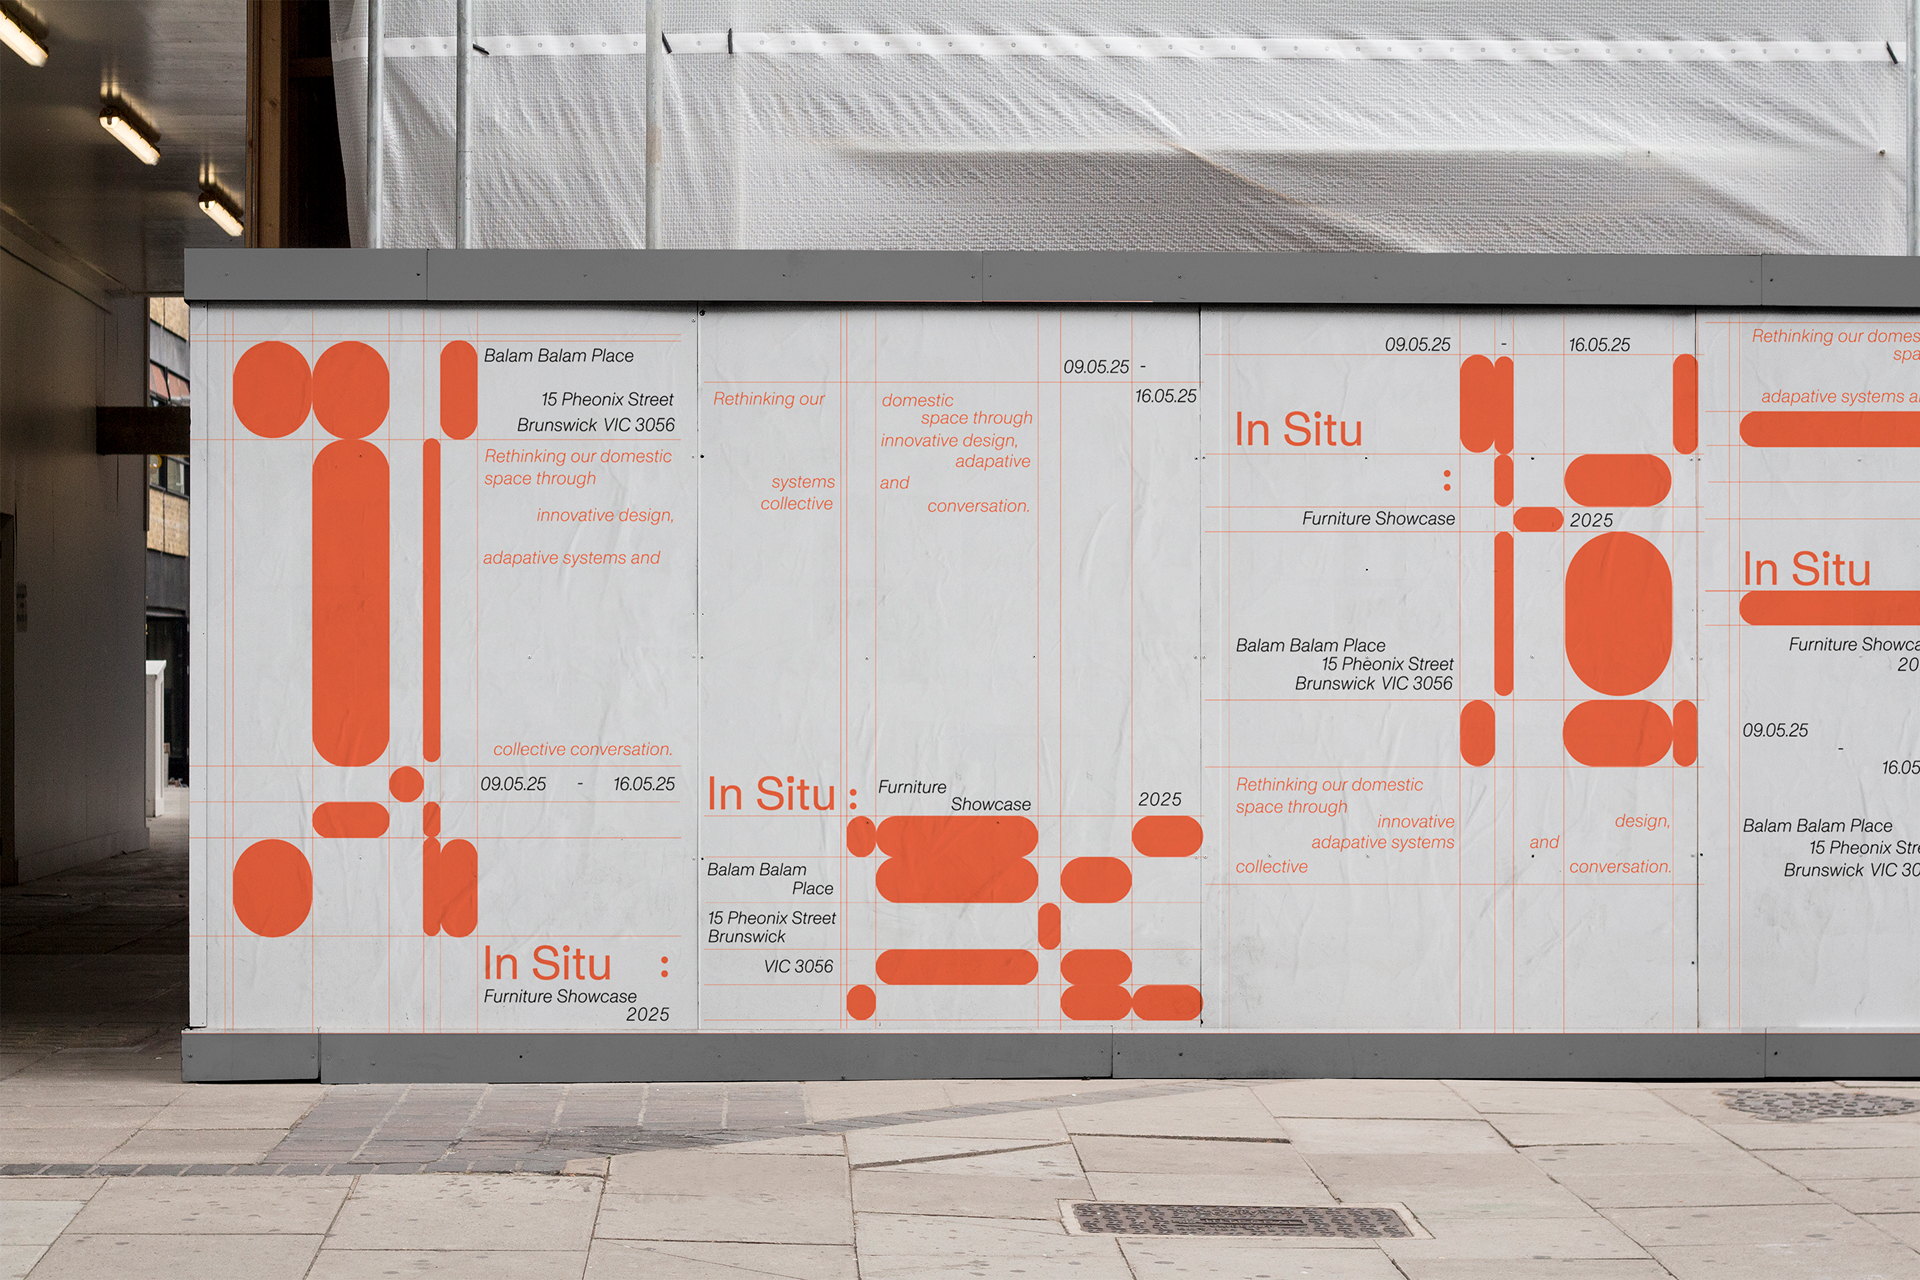 Balam Balam Place
15 Pheonix Street
Brunswick VIC 3056
Rethinking our domestic
space through
innovative design,
adapative systems and
collective conversation.
09.05.25 - 16.05.25
In Situ :
Furniture Showcase
2025
09.05.25 -
16.05.25
Rethinking our domestic
space through
innovative design,
adapative
systems and
collective conversation.
In Situ : Furniture
Showcase 2025
Balam Balam
Place
15 Pheonix Street
Brunswick
VIC 3056
09.05.25 - 16.05.25
In Situ
:
Furniture Showcase 2025
Balam Balam Place
15 Pheonix Street
Brunswick VIC 3056
Rethinking our domestic
space through
innovative design,
adapative systems and
collective conversation.
Rethinking our domes
spa
adapative systems a
In Situ
Furniture Showca
20
09.05.25
-
16.05
Balam Balam Place
15 Pheonix Stre
Brunswick VIC 30